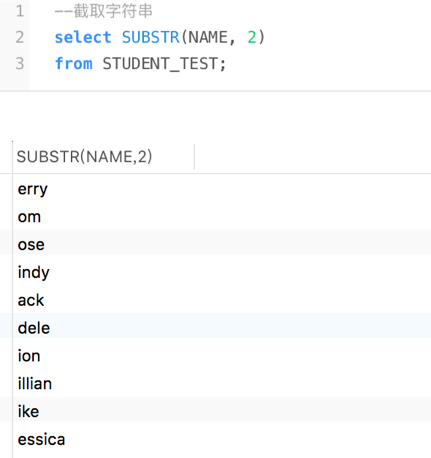 1 --截取字符串
2 select SUBSTR(NAME, 2)
3 from STUDENT_TEST;
SUBSTR(NAME,2)
erry
om
ose
indy
ack
dele
ion
illian
ike
essica